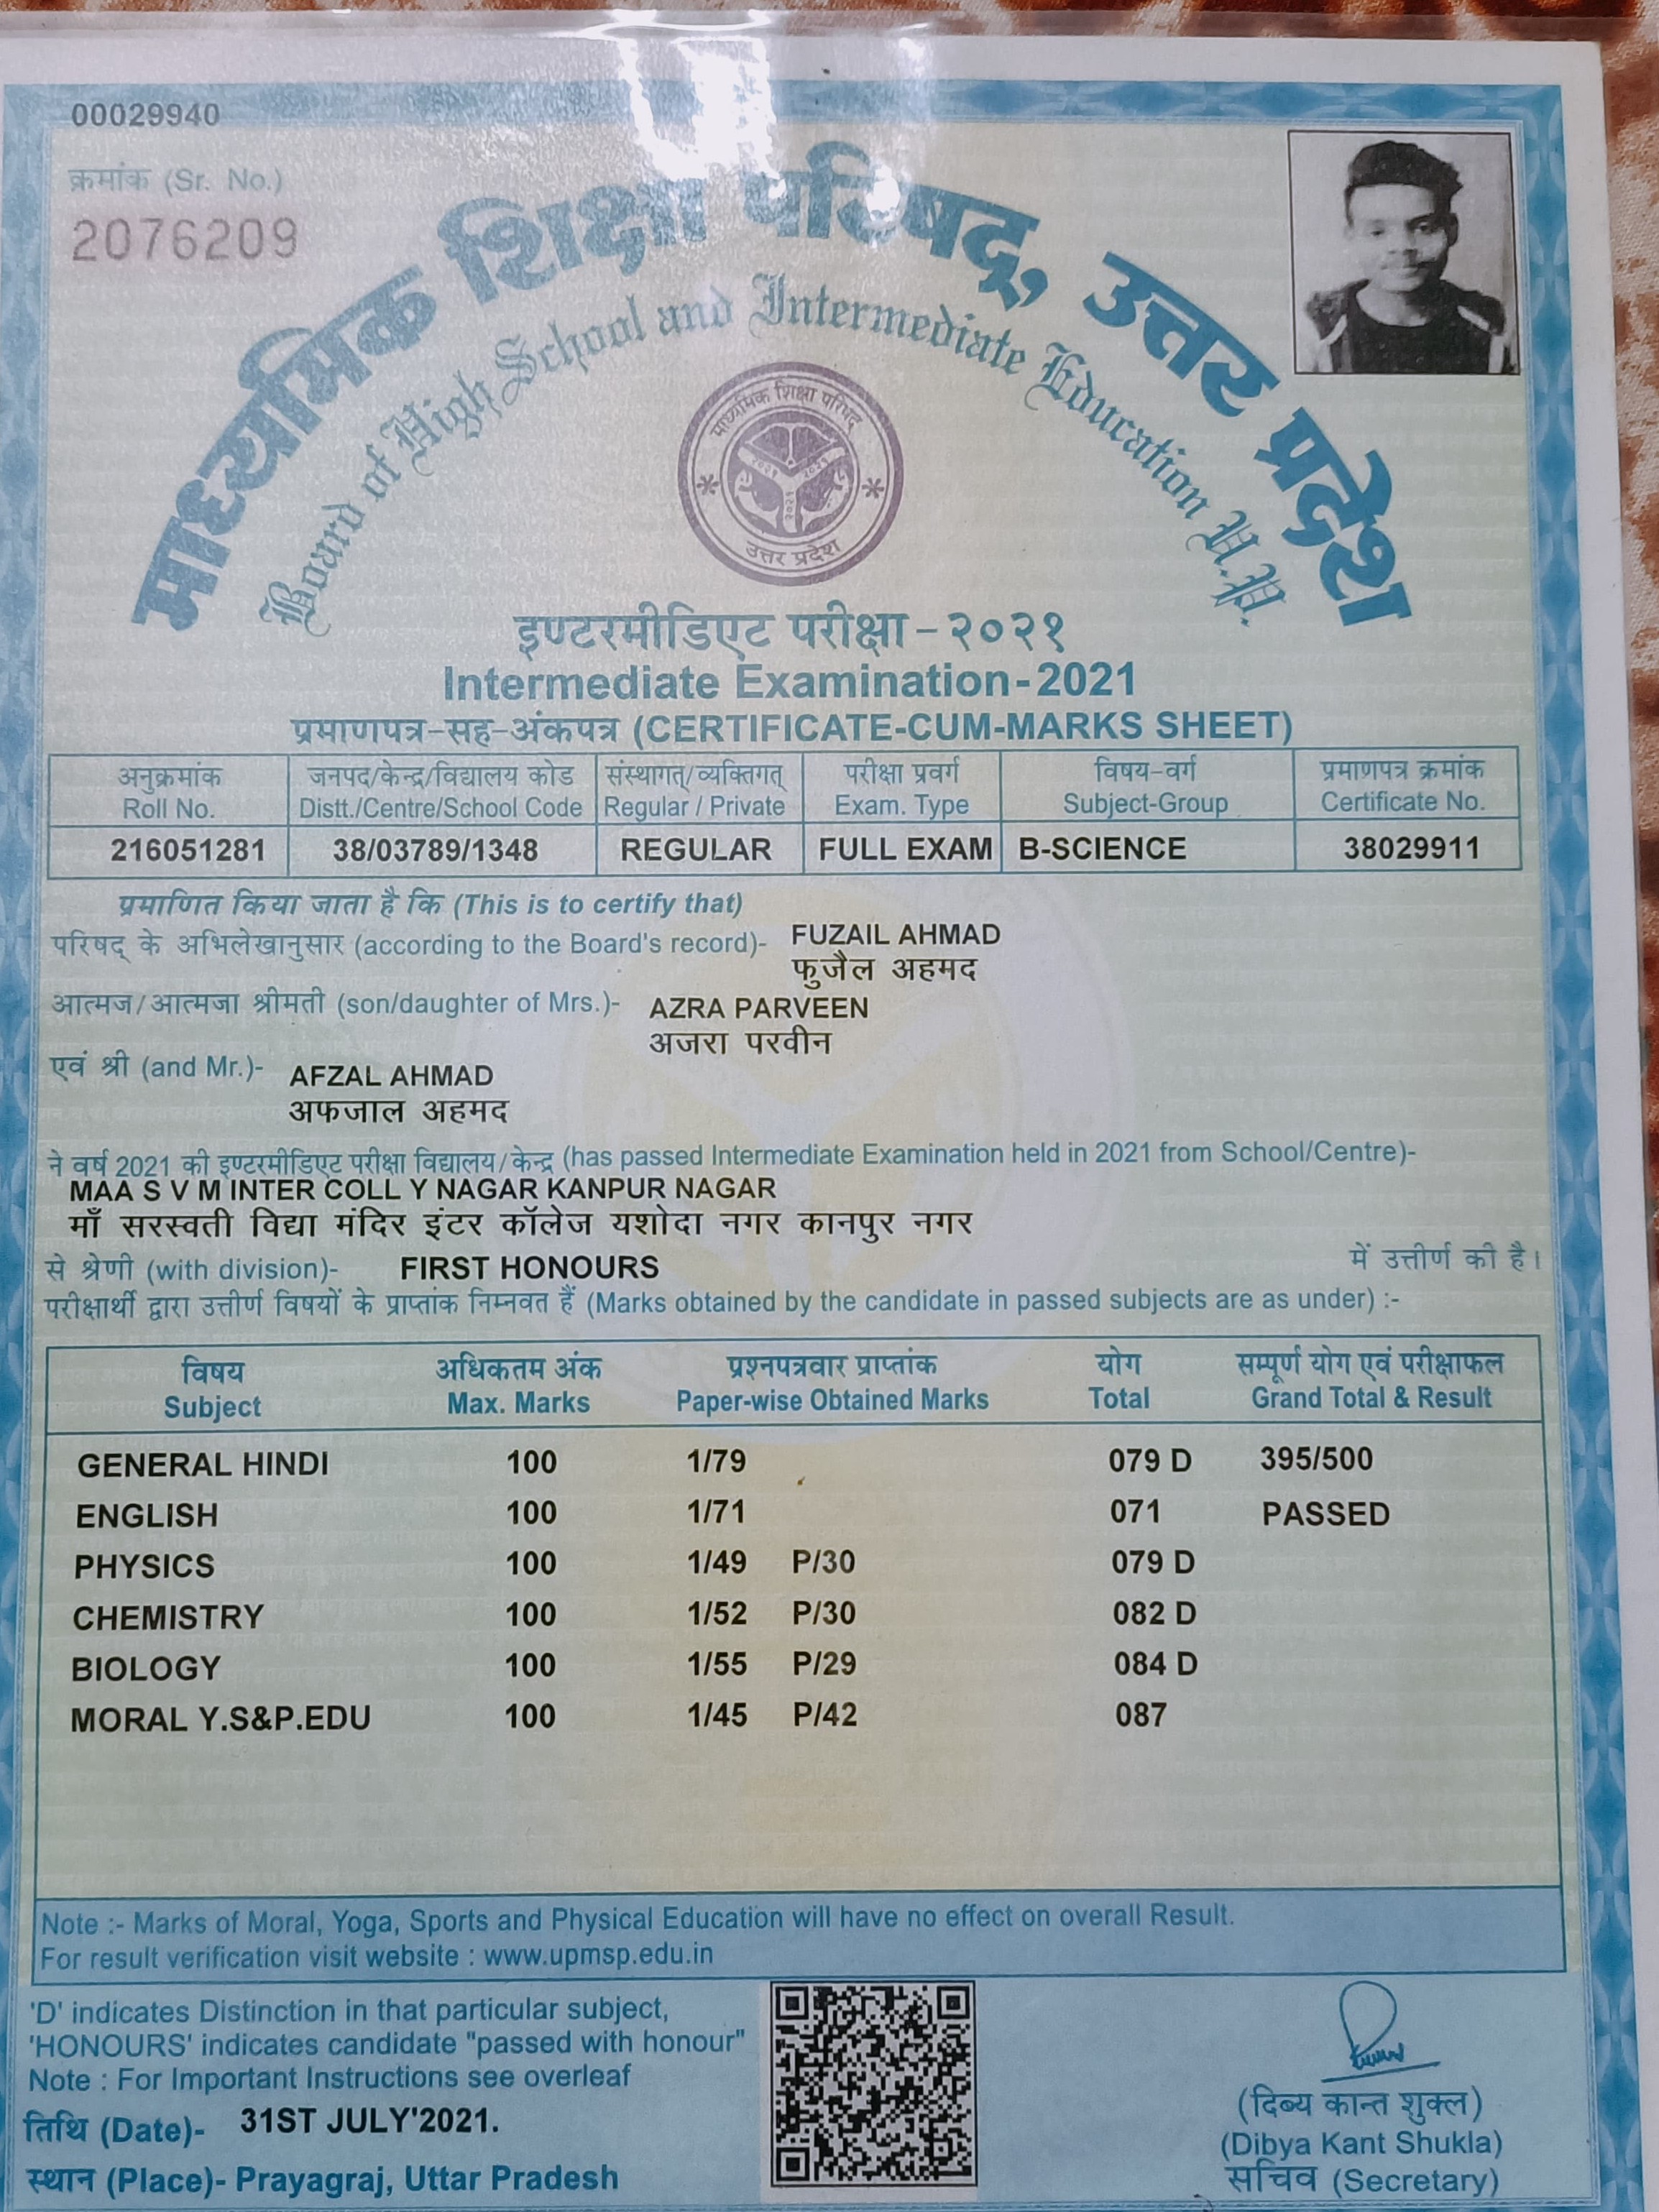 00029940
क्रमांक (Sr. No.)
2076209
माध्यमिक शिक्षा परिषद्, उत्तर प्रदेश
Board of High School and Intermediate Education U.P.
माध्यमिक शिक्षा परिषद्
उत्तर प्रदेश
इण्टरमीडिएट परीक्षा - २०२१
Intermediate Examination-2021
प्रमाणपत्र-सह-अंकपत्र (CERTIFICATE-CUM-MARKS SHEET)
अनुक्रमांक जनपद/केन्द्र/विद्यालय कोड संस्थागत्/व्यक्तिगत् परीक्षा प्रवर्ग विषय-वर्ग प्रमाणपत्र क्रमांक
Roll No. Distt./Centre/School Code Regular / Private Exam. Type Subject-Group Certificate No.
216051281 38/03789/1348 REGULAR FULL EXAM B-SCIENCE 38029911
प्रमाणित किया जाता है कि (This is to certify that)
परिषद् के अभिलेखानुसार (according to the Board's record)- FUZAIL AHMAD
फुजैल अहमद
आत्मज/आत्मजा श्रीमती (son/daughter of Mrs.)- AZRA PARVEEN
अजरा परवीन
एवं श्री (and Mr.)- AFZAL AHMAD
अफजाल अहमद
ने वर्ष 2021 की इण्टरमीडिएट परीक्षा विद्यालय/केन्द्र (has passed Intermediate Examination held in 2021 from School/Centre)-
MAA S V M INTER COLL Y NAGAR KANPUR NAGAR
माँ सरस्वती विद्या मंदिर इंटर कॉलेज यशोदा नगर कानपुर नगर
से श्रेणी (with division)- FIRST HONOURS में उत्तीर्ण की है।
परीक्षार्थी द्वारा उत्तीर्ण विषयों के प्राप्तांक निम्नवत हैं (Marks obtained by the candidate in passed subjects are as under) :-
विषय अधिकतम अंक प्रश्नपत्रवार प्राप्तांक योग सम्पूर्ण योग एवं परीक्षाफल
Subject Max. Marks Paper-wise Obtained Marks Total Grand Total & Result
GENERAL HINDI 100 1/79 079 D 395/500
ENGLISH 100 1/71 071 PASSED
PHYSICS 100 1/49 P/30 079 D
CHEMISTRY 100 1/52 P/30 082 D
BIOLOGY 100 1/55 P/29 084 D
MORAL Y.S&P.EDU 100 1/45 P/42 087
Note :- Marks of Moral, Yoga, Sports and Physical Education will have no effect on overall Result.
For result verification visit website : www.upmsp.edu.in
'D' indicates Distinction in that particular subject,
'HONOURS' indicates candidate "passed with honour"
Note : For Important Instructions see overleaf
तिथि (Date)- 31ST JULY'2021.
स्थान (Place)- Prayagraj, Uttar Pradesh
(दिब्य कान्त शुक्ल)
(Dibya Kant Shukla)
सचिव (Secretary)